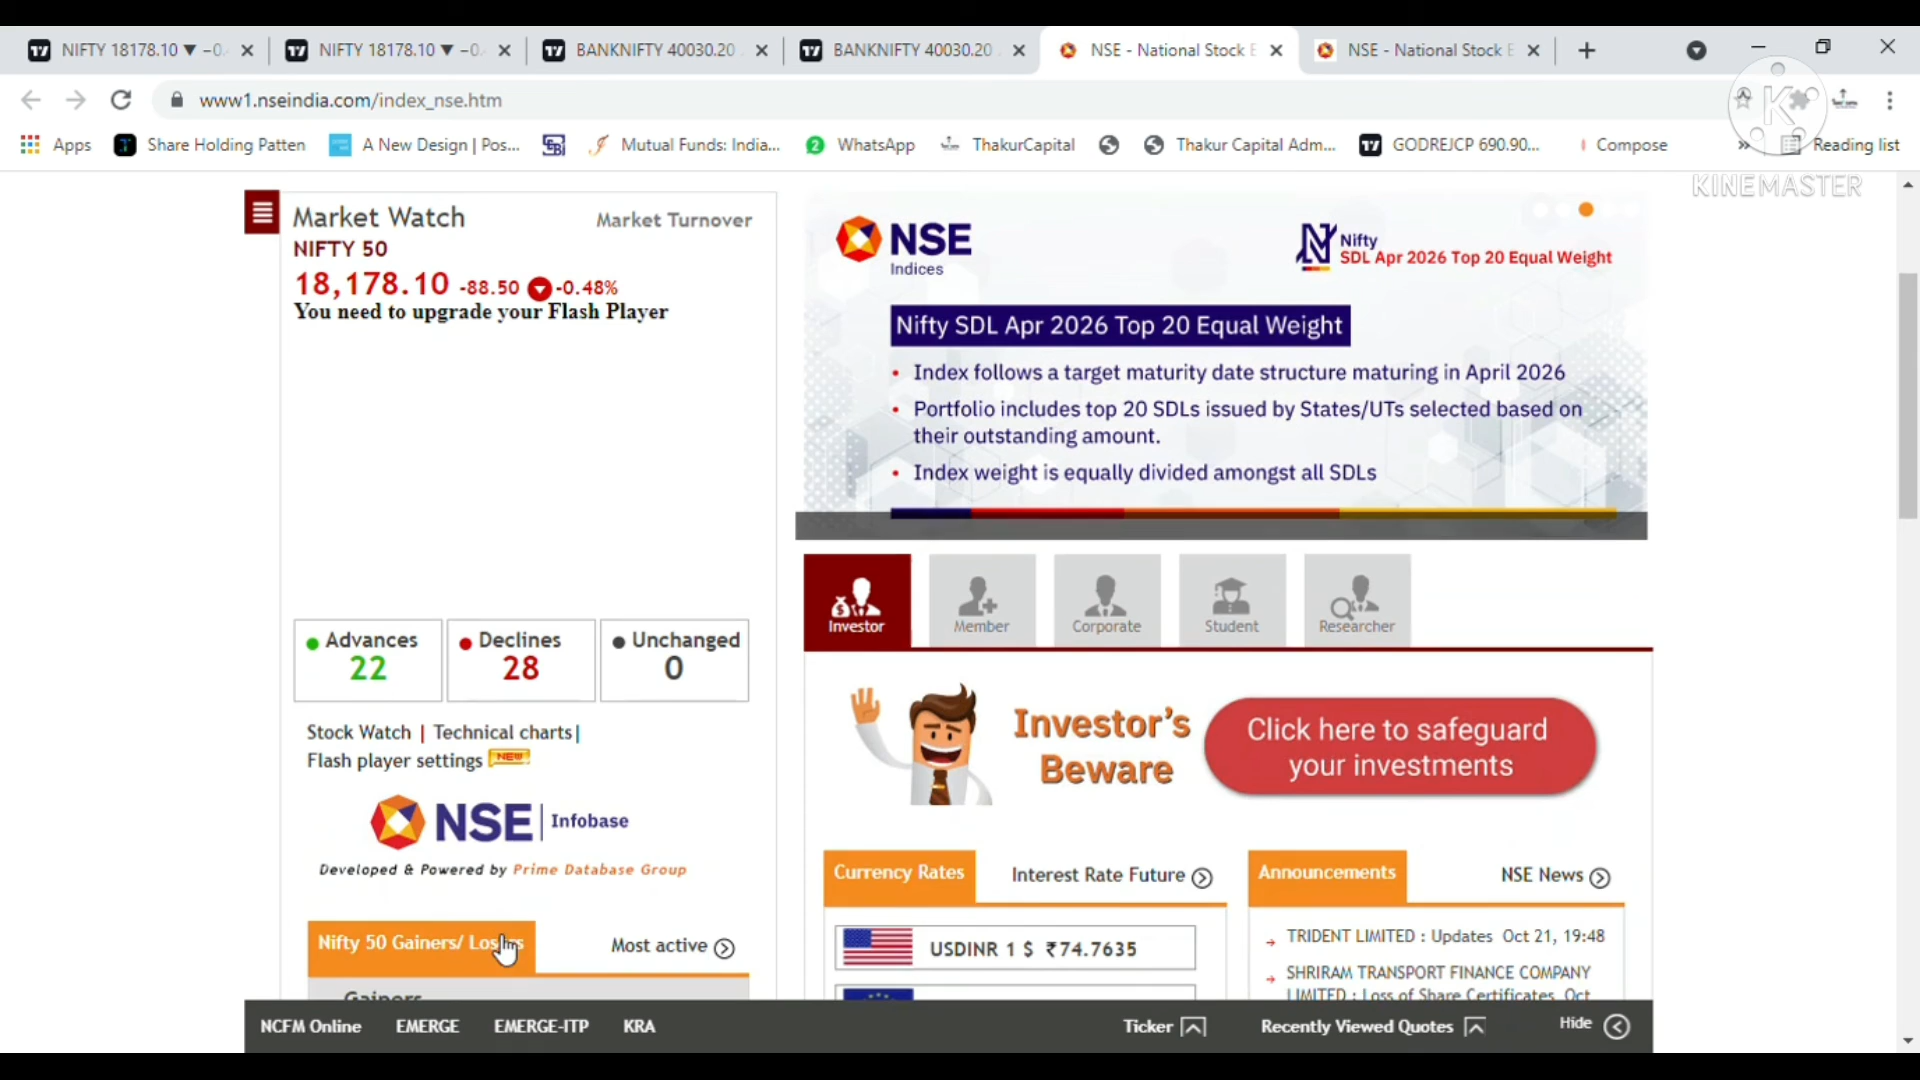 NIFTY 18178.10 ▼ −0.
NIFTY 18178.10 ▼ −0.
BANKNIFTY 40030.20
BANKNIFTY 40030.20
NSE - National Stock E
NSE - National Stock E
www1.nseindia.com/index_nse.htm
Apps
Share Holding Patten
A New Design | Pos...
Mutual Funds: India...
2
WhatsApp
ThakurCapital
Thakur Capital Adm...
GODREJCP 690.90...
Compose
»
Reading list
K
KINEMASTER
Market Watch
Market Turnover
NIFTY 50
18,178.10 -88.50 -0.48%
You need to upgrade your Flash Player
NSE
Indices
Nifty
SDL Apr 2026 Top 20 Equal Weight
Nifty SDL Apr 2026 Top 20 Equal Weight
• Index follows a target maturity date structure maturing in April 2026
• Portfolio includes top 20 SDLs issued by States/UTs selected based on
their outstanding amount.
• Index weight is equally divided amongst all SDLs
Investor
Member
Corporate
Student
Researcher
Advances
22
Declines
28
Unchanged
0
Stock Watch | Technical charts|
Flash player settings NEW
NSE Infobase
Developed & Powered by Prime Database Group
Investor's
Beware
Click here to safeguard
your investments
Nifty 50 Gainers/ Losers
Most active
Gainers
Currency Rates
Interest Rate Future
USDINR 1 $ ₹74.7635
Announcements
NSE News
TRIDENT LIMITED : Updates Oct 21, 19:48
SHRIRAM TRANSPORT FINANCE COMPANY
LIMITED : Loss of Share Certificates Oct
NCFM Online
EMERGE
EMERGE-ITP
KRA
Ticker
Recently Viewed Quotes
Hide